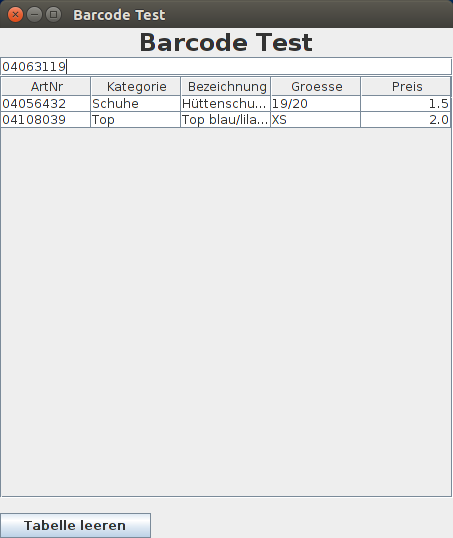 Barcode Test
Barcode Test
04063119
ArtNr Kategorie Bezeichnung Groesse Preis
04056432 Schuhe Hüttenschu... 19/20 1.5
04108039 Top Top blau/lila... XS 2.0
Tabelle leeren